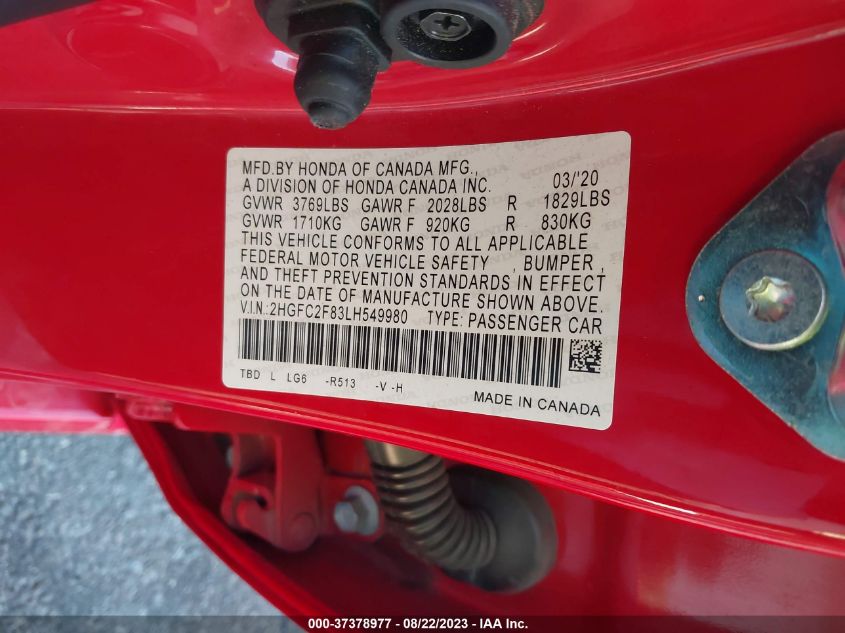 MFD.BY HONDA OF CANADA MFG.,
A DIVISION OF HONDA CANADA INC. 03/'20
GVWR 3769LBS GAWR F 2028LBS R 1829LBS
GVWR 1710KG GAWR F 920KG R 830KG
THIS VEHICLE CONFORMS TO ALL APPLICABLE
FEDERAL MOTOR VEHICLE SAFETY , BUMPER ,
AND THEFT PREVENTION STANDARDS IN EFFECT
ON THE DATE OF MANUFACTURE SHOWN ABOVE.
V.I.N.:2HGFC2F83LH549980 TYPE: PASSENGER CAR
TBD L LG6 -R513 -V -H
MADE IN CANADA
000-37378977 - 08/22/2023 - IAA Inc.